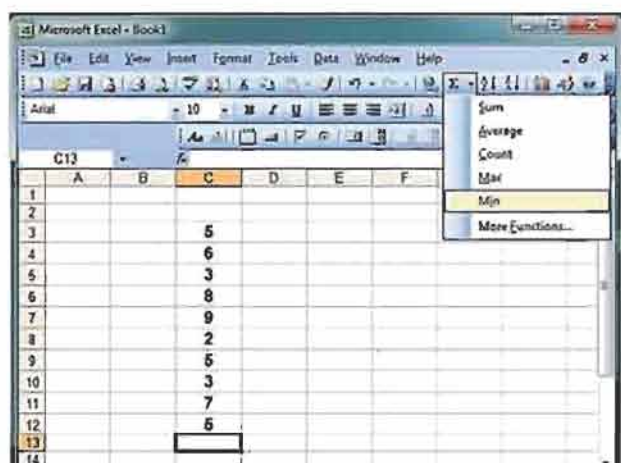 Microsoft Excel - Book1
File Edit View Insert Format Tools Data Window Help
Arial 10 B I U
C13 fx
Sum
Average
Count
Max
Min
More Functions...
A B C D E F
1
2
3 5
4 6
5 3
6 8
7 9
8 2
9 5
10 3
11 7
12 5
13
14